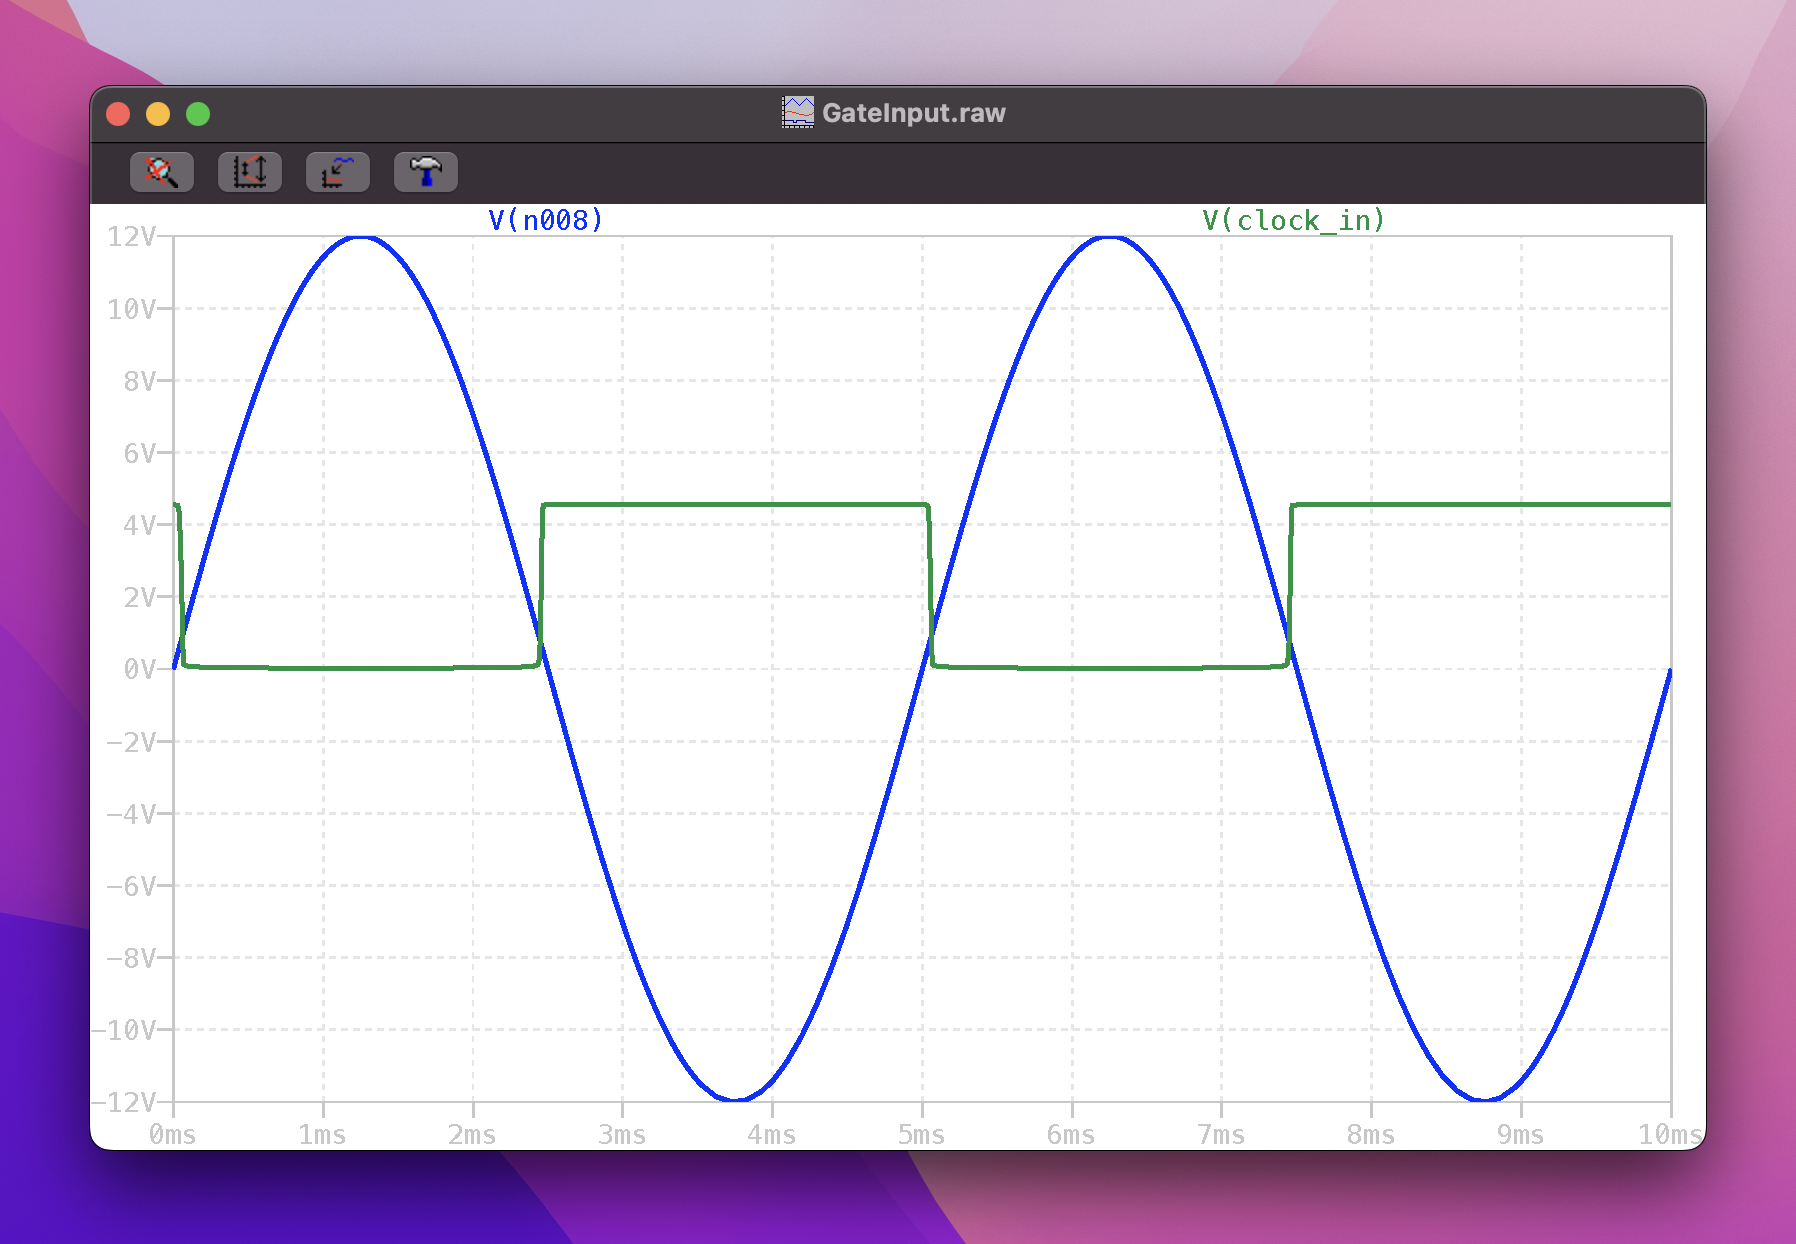 GateInput.raw
V(n008) V(clock_in)
12V
10V
8V
6V
4V
2V
0V
-2V
-4V
-6V
-8V
-10V
-12V
0ms 1ms 2ms 3ms 4ms 5ms 6ms 7ms 8ms 9ms 10ms